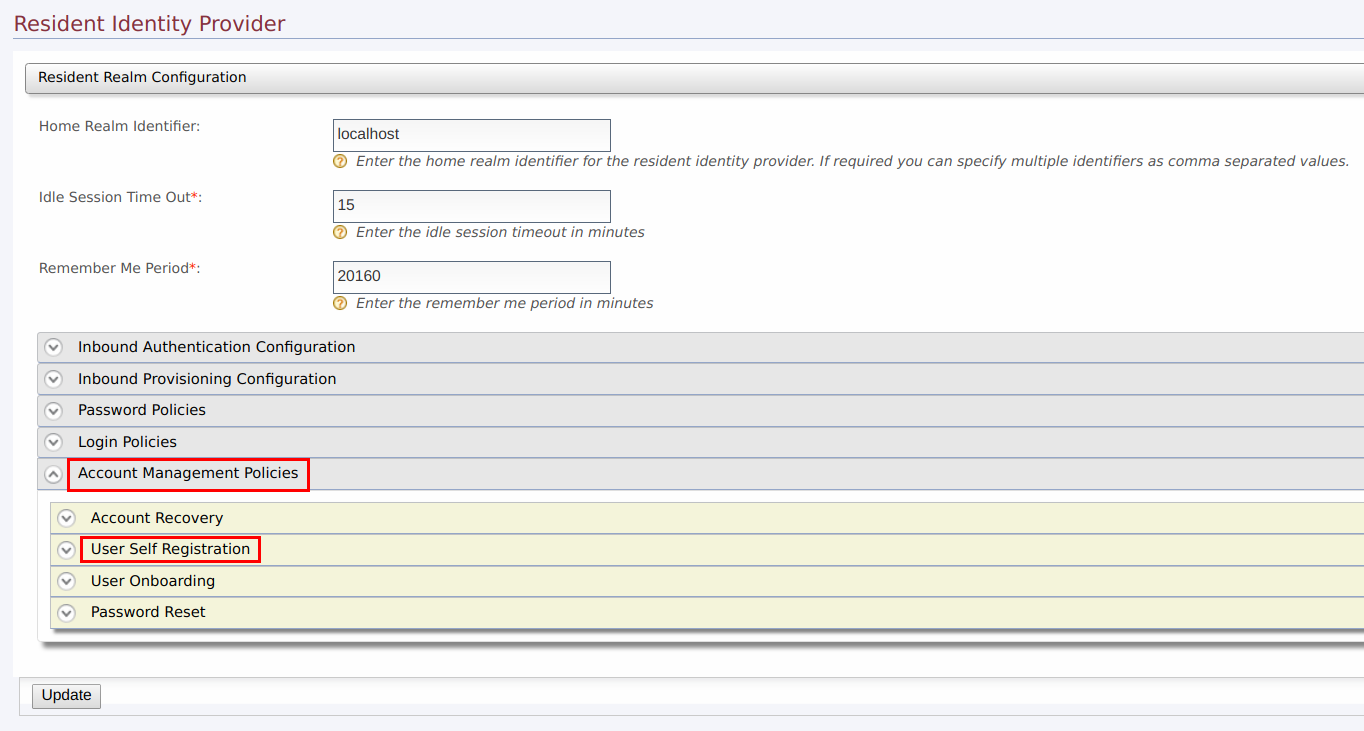 Resident Identity Provider
Resident Realm Configuration
Home Realm Identifier:
localhost
? Enter the home realm identifier for the resident identity provider. If required you can specify multiple identifiers as comma separated values.
Idle Session Time Out*:
15
? Enter the idle session timeout in minutes
Remember Me Period*:
20160
? Enter the remember me period in minutes
Inbound Authentication Configuration
Inbound Provisioning Configuration
Password Policies
Login Policies
Account Management Policies
Account Recovery
User Self Registration
User Onboarding
Password Reset
Update